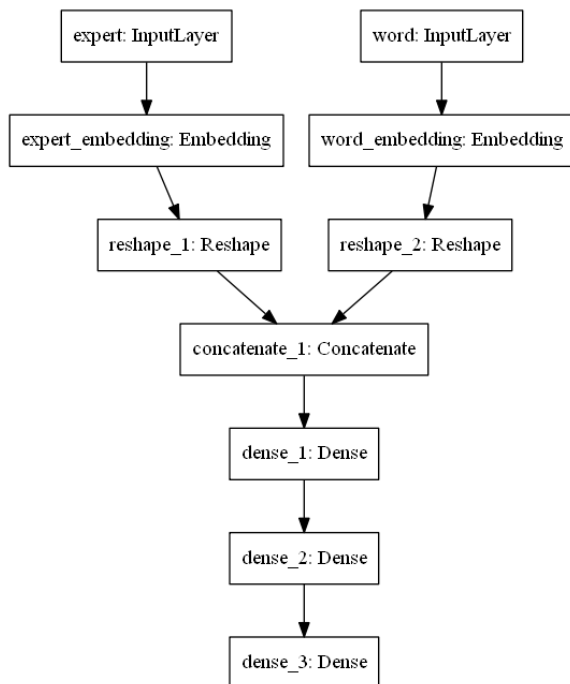 expert: InputLayer
word: InputLayer
expert_embedding: Embedding
word_embedding: Embedding
reshape_1: Reshape
reshape_2: Reshape
concatenate_1: Concatenate
dense_1: Dense
dense_2: Dense
dense_3: Dense